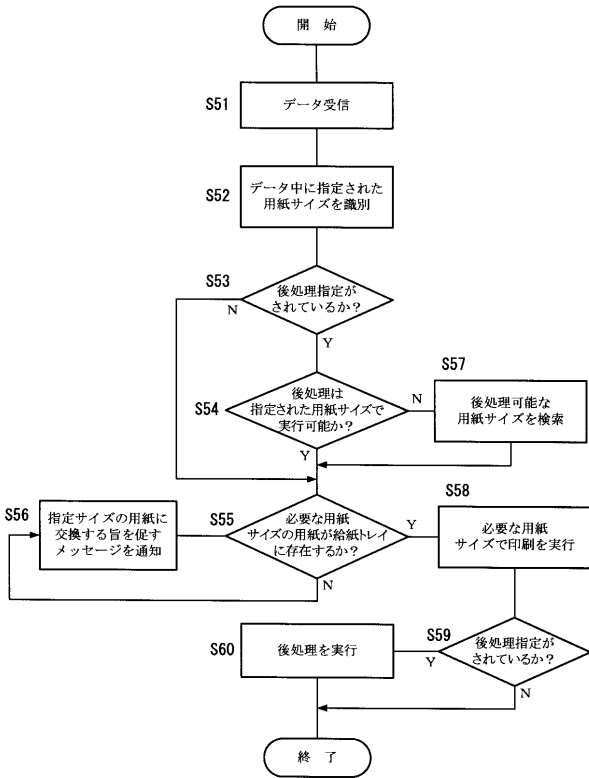 開 始
S51
データ受信
S52
データ中に指定された
用紙サイズを識別
S53
後処理指定が
されているか?
N
Y
S54
後処理は
指定された用紙サイズで
実行可能か?
N
Y
S57
後処理可能な
用紙サイズを検索
S56
指定サイズの用紙に
交換する旨を促す
メッセージを通知
S55
必要な用紙
サイズの用紙が給紙トレイ
に存在するか?
Y
N
S58
必要な用紙
サイズで印刷を実行
S59
後処理指定が
されているか?
Y
N
S60
後処理を実行
終 了